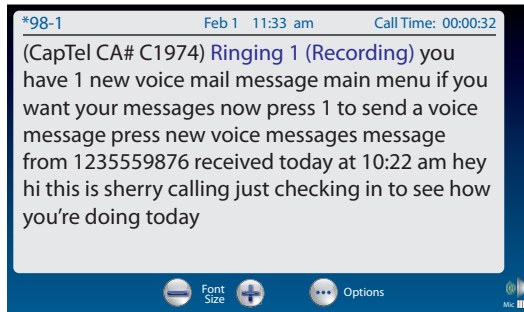 *98-1 Feb 1 11:33 am Call Time: 00:00:32
(CapTel CA# C1974) Ringing 1 (Recording) you
have 1 new voice mail message main menu if you
want your messages now press 1 to send a voice
message press new voice messages message
from 1235559876 received today at 10:22 am hey
hi this is sherry calling just checking in to see how
you're doing today
Font
Size
Options
Mic